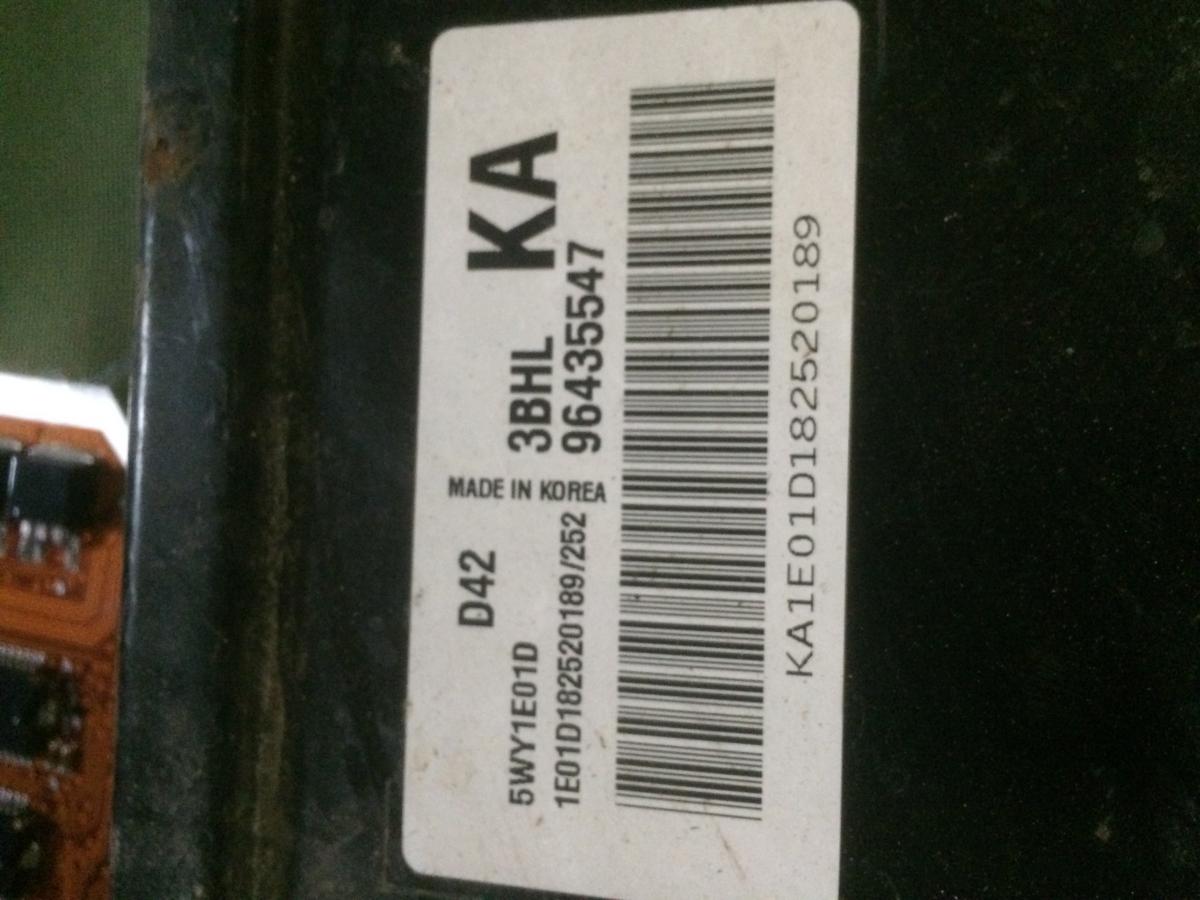 KA
D42
3BHL
5WY1E01D
MADE IN KOREA
96435547
1E01D182520189/252
KA1E01D182520189